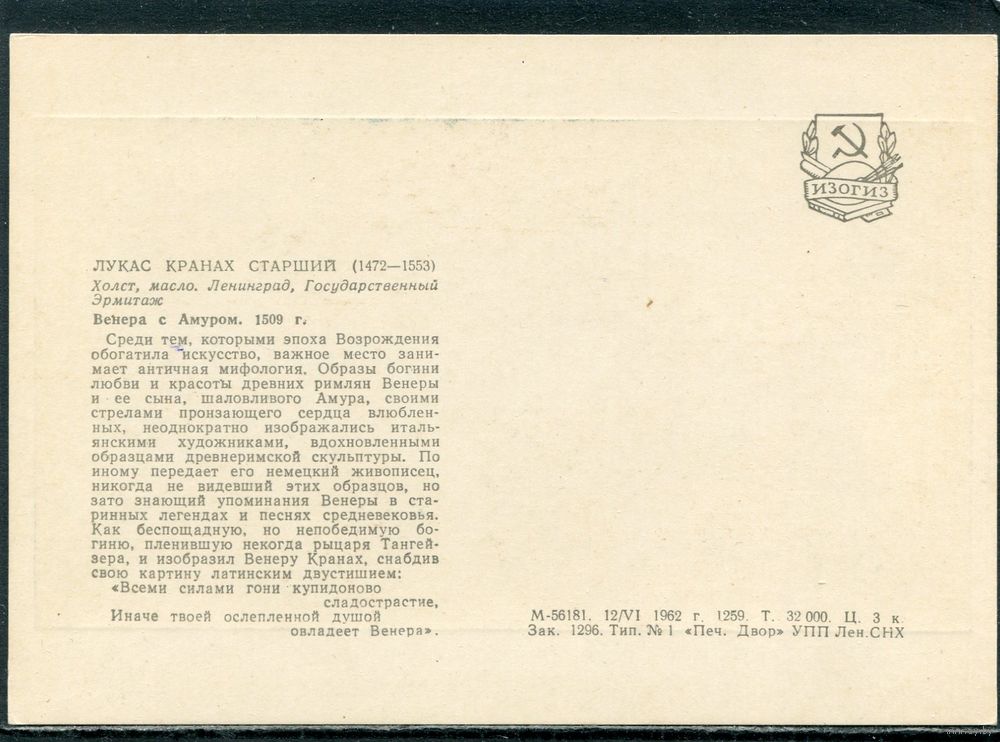 ИЗОГИЗ
ЛУКАС КРАНАХ СТАРШИЙ (1472—1553)
Холст, масло. Ленинград, Государственный
Эрмитаж
Венера с Амуром. 1509 г.
Среди тем, которыми эпоха Возрождения
обогатила искусство, важное место зани-
мает античная мифология. Образы богини
любви и красоты древних римлян Венеры
и ее сына, шаловливого Амура, своими
стрелами пронзающего сердца влюблен-
ных, неоднократно изображались италь-
янскими художниками, вдохновленными
образцами древнеримской скульптуры. По
иному передает его немецкий живописец,
никогда не видевший этих образцов, но
зато знающий упоминания Венеры в ста-
ринных легендах и песнях средневековья.
Как беспощадную, но непобедимую бо-
гиню, пленившую некогда рыцаря Тангей-
зера, и изобразил Венеру Кранах, снабдив
свою картину латинским двустишием:
«Всеми силами гони купидоново
сладострастие,
Иначе твоей ослепленной душой
овладеет Венера».
М-56181. 12/VI 1962 г. 1259. Т. 32 000. Ц. 3 к
Зак. 1296. Тип. № 1 «Печ. Двор» УПП Лен.СНХ